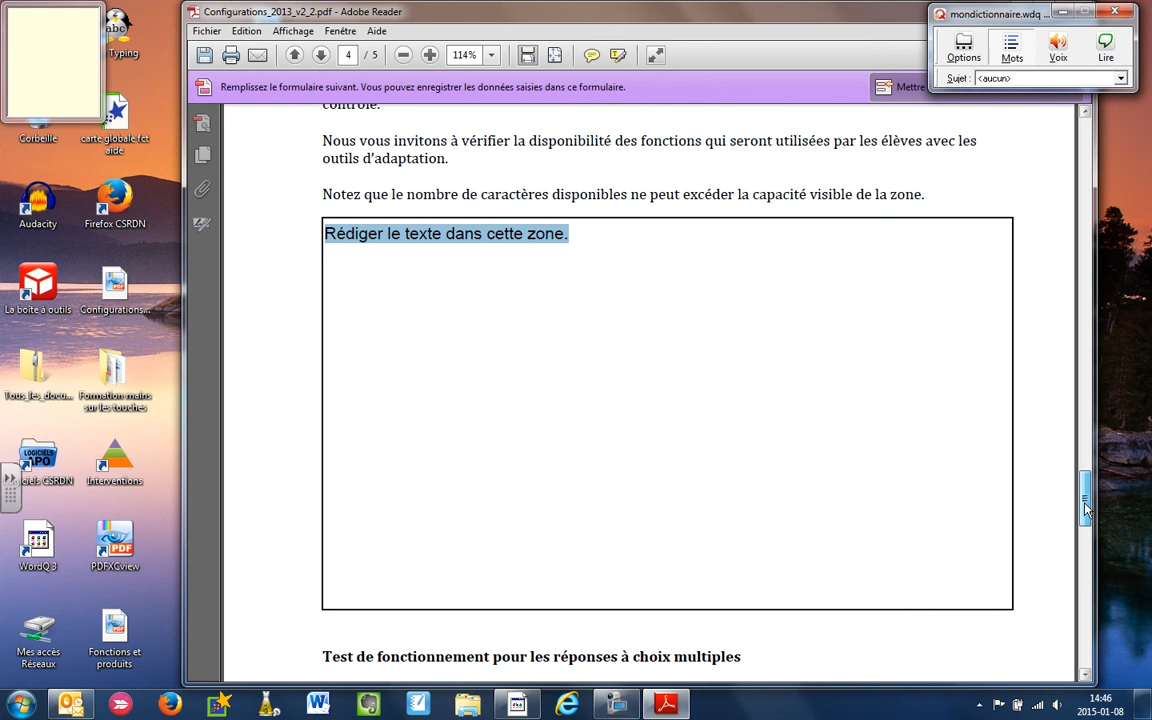 Configurations_2013_v2_2.pdf - Adobe Reader
mondictionnaire.wdq ...
Fichier Edition Affichage Fenêtre Aide
4 / 5
114%
Options Mots Voix Lire
Sujet : <aucun>
Remplissez le formulaire suivant. Vous pouvez enregistrer les données saisies dans ce formulaire.
Mettre
contrôle.
Nous vous invitons à vérifier la disponibilité des fonctions qui seront utilisées par les élèves avec les
outils d'adaptation.
Notez que le nombre de caractères disponibles ne peut excéder la capacité visible de la zone.
Rédiger le texte dans cette zone.
Test de fonctionnement pour les réponses à choix multiples
abc
Typing
Corbeille
carte globale fct
aide
Audacity
Firefox CSRDN
La boîte à outils
Configurations...
Tous_les_docu...
Formation mains
sur les touches
LOGICIELS
APO
ciels CSRDN
Interventions
WordQ 3
PDF
PDFXCview
Mes accès
Réseaux
Fonctions et
produits
14:46
2015-01-08